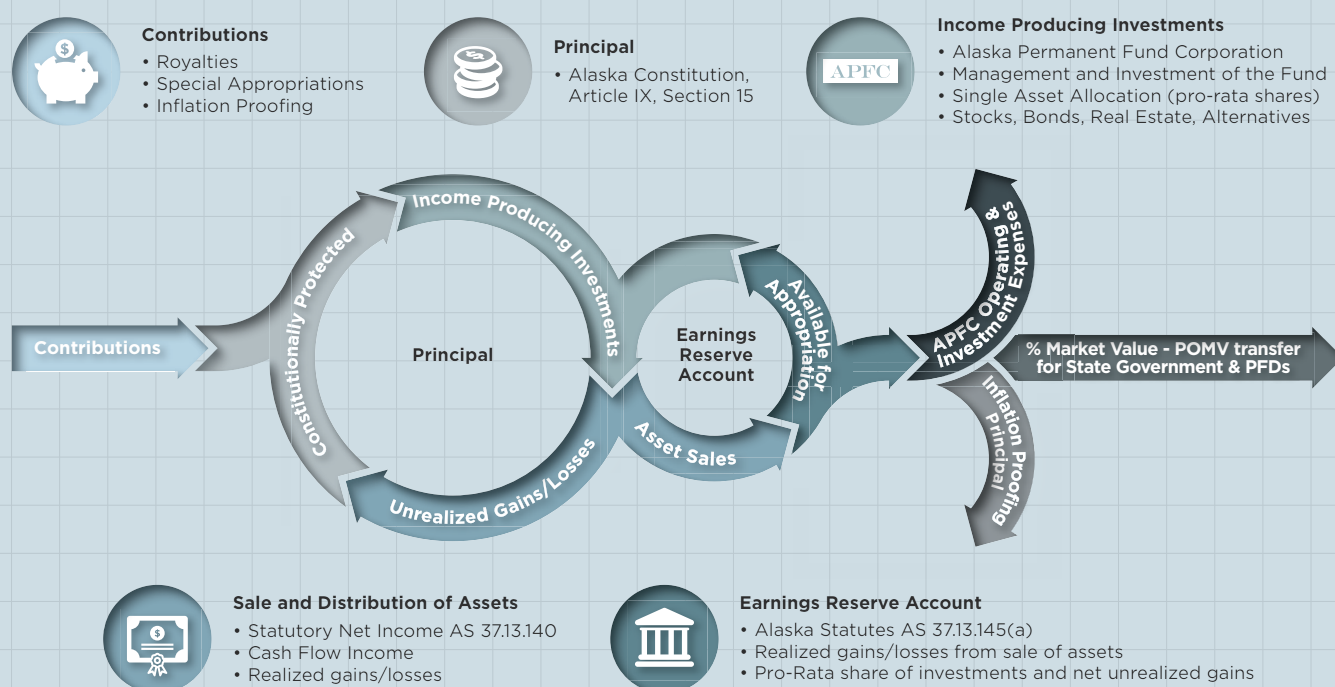 Contributions
• Royalties
• Special Appropriations
• Inflation Proofing
Principal
• Alaska Constitution,
Article IX, Section 15
APFC
Income Producing Investments
• Alaska Permanent Fund Corporation
• Management and Investment of the Fund
• Single Asset Allocation (pro-rata shares)
• Stocks, Bonds, Real Estate, Alternatives
Contributions
Constitutionally Protected
Income Producing Investments
Principal
Unrealized Gains/Losses
Earnings
Reserve
Account
Asset Sales
Available for
Appropriation
APFC Operating &
Investment Expenses
% Market Value - POMV transfer
for State Government & PFDs
Inflation Proofing
Principal
$
Sale and Distribution of Assets
• Statutory Net Income AS 37.13.140
• Cash Flow Income
• Realized gains/losses
Earnings Reserve Account
• Alaska Statutes AS 37.13.145(a)
• Realized gains/losses from sale of assets
• Pro-Rata share of investments and net unrealized gains